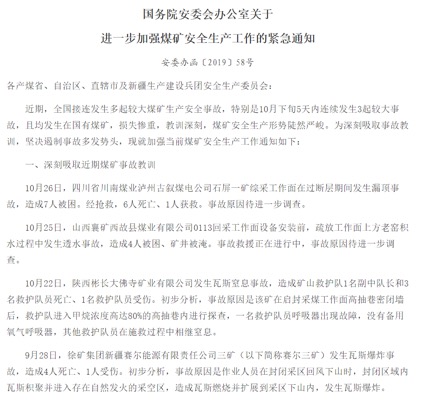 国务院安委会办公室关于
进一步加强煤矿安全生产工作的紧急通知
安委办函〔2019〕58号
各产煤省、自治区、直辖市及新疆生产建设兵团安全生产委员会：
近期，全国接连发生多起较大煤矿生产安全事故，特别是10月下旬5天内连续发生3起较大事
故，且均发生在国有煤矿，损失惨重，教训深刻，煤矿安全生产形势陡然严峻。为深刻吸取事故教
训，坚决遏制事故多发势头，现就加强当前煤矿安全生产工作通知如下：
一、深刻吸取近期煤矿事故教训
10月26日，四川省川南煤业泸州古叙煤电公司石屏一矿综采工作面在过断层期间发生漏顶事
故，造成7人被困。经抢救，6人死亡、1人获救。事故原因待进一步调查。
10月25日，山西襄矿西故县煤业有限公司0113回采工作面设备安装前，疏放工作面上方老窑积
水过程中发生透水事故，造成4人被困、矿井被淹。事故救援正在进行中，事故原因待进一步调
查。
10月22日，陕西彬长大佛寺矿业有限公司发生瓦斯窒息事故，造成矿山救护队1名副中队长和3
名救护队员死亡、1名救护队员受伤。初步分析，事故原因是该矿在启封采煤工作面高抽巷密闭墙
后，救护队进入甲烷浓度高达80%的高抽巷内进行探查，一名救护队员呼吸器出现故障，没有备用
氧气呼吸器，其他救护队员在施救过程中相继窒息。
9月28日，徐矿集团新疆赛尔能源有限责任公司三矿（以下简称赛尔三矿）发生瓦斯爆炸事
故，造成4人死亡、1人受伤。初步分析，事故原因是作业人员在封闭采区回风下山时，封闭区域内
瓦斯积聚并进入存在自然发火的采空区，造成瓦斯燃烧并扩展到采区下山内，发生瓦斯爆炸。